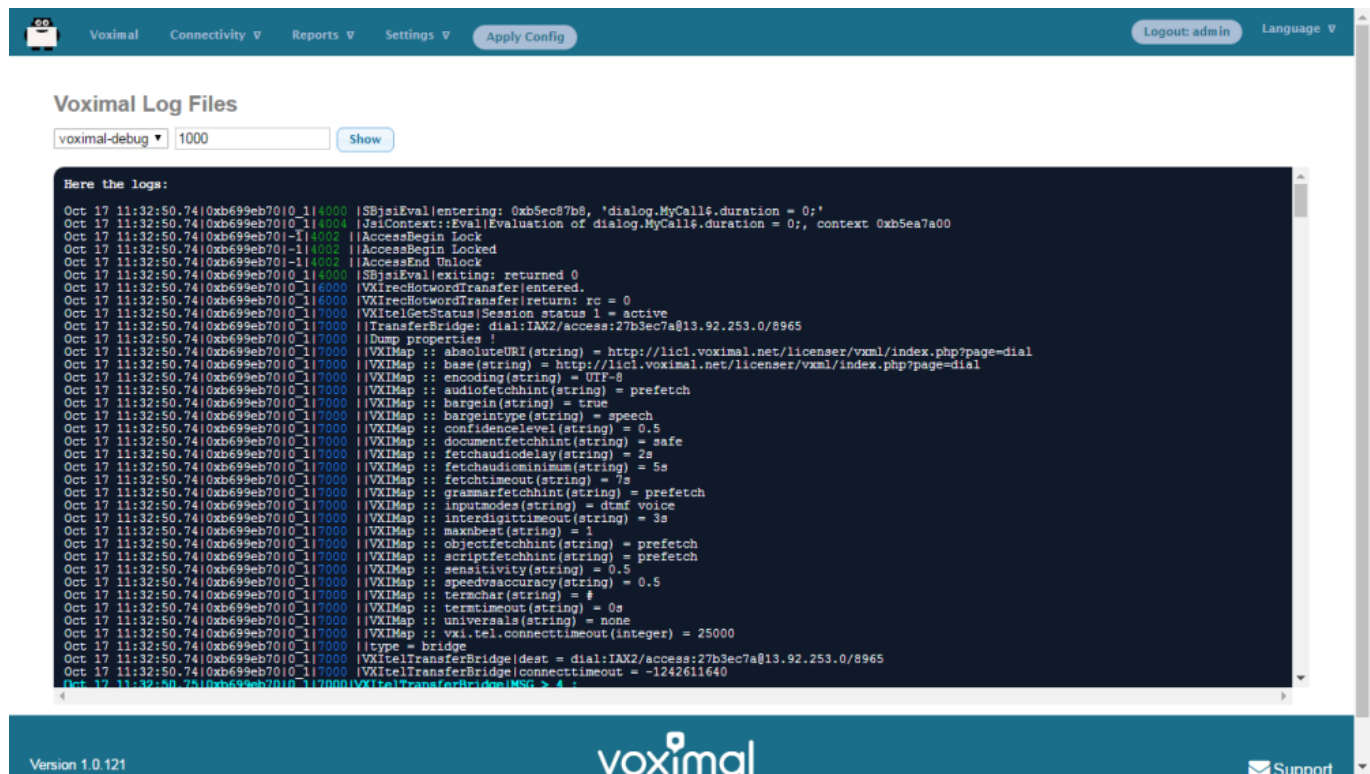 Voximal Connectivity ∇ Reports ∇ Settings ∇ Apply Config Logout: admin Language ∇
Voximal Log Files
voximal-debug ▼ 1000 Show
Here the logs:
Oct 17 11:32:50.74|0xb699eb70|0_1|4000 |SBjsiEval|entering: 0xb5ec87b8, 'dialog.MyCall$.duration = 0;'
Oct 17 11:32:50.74|0xb699eb70|0_1|4004 |JsiContext::Eval|Evaluation of dialog.MyCall$.duration = 0;, context 0xb5ea7a00
Oct 17 11:32:50.74|0xb699eb70|-1|4002 ||AccessBegin Lock
Oct 17 11:32:50.74|0xb699eb70|-1|4002 ||AccessBegin Locked
Oct 17 11:32:50.74|0xb699eb70|-1|4002 ||AccessEnd Unlock
Oct 17 11:32:50.74|0xb699eb70|0_1|4000 |SBjsiEval|exiting: returned 0
Oct 17 11:32:50.74|0xb699eb70|0_1|6000 |VXIrecHotwordTransfer|entered.
Oct 17 11:32:50.74|0xb699eb70|0_1|6000 |VXIrecHotwordTransfer|return: rc = 0
Oct 17 11:32:50.74|0xb699eb70|0_1|7000 |VXItelGetStatus|Session status 1 = active
Oct 17 11:32:50.74|0xb699eb70|0_1|7000 ||TransferBridge: dial:IAX2/access:27b3ec7a@13.92.253.0/8965
Oct 17 11:32:50.74|0xb699eb70|0_1|7000 ||Dump properties !
Oct 17 11:32:50.74|0xb699eb70|0_1|7000 ||VXIMap :: absoluteURI(string) = http://lic1.voximal.net/licenser/vxml/index.php?page=dial
Oct 17 11:32:50.74|0xb699eb70|0_1|7000 ||VXIMap :: base(string) = http://lic1.voximal.net/licenser/vxml/index.php?page=dial
Oct 17 11:32:50.74|0xb699eb70|0_1|7000 ||VXIMap :: encoding(string) = UTF-8
Oct 17 11:32:50.74|0xb699eb70|0_1|7000 ||VXIMap :: audiofetchhint(string) = prefetch
Oct 17 11:32:50.74|0xb699eb70|0_1|7000 ||VXIMap :: bargein(string) = true
Oct 17 11:32:50.74|0xb699eb70|0_1|7000 ||VXIMap :: bargeintype(string) = speech
Oct 17 11:32:50.74|0xb699eb70|0_1|7000 ||VXIMap :: confidencelevel(string) = 0.5
Oct 17 11:32:50.74|0xb699eb70|0_1|7000 ||VXIMap :: documentfetchhint(string) = safe
Oct 17 11:32:50.74|0xb699eb70|0_1|7000 ||VXIMap :: fetchaudiodelay(string) = 2s
Oct 17 11:32:50.74|0xb699eb70|0_1|7000 ||VXIMap :: fetchaudiominimum(string) = 5s
Oct 17 11:32:50.74|0xb699eb70|0_1|7000 ||VXIMap :: fetchtimeout(string) = 7s
Oct 17 11:32:50.74|0xb699eb70|0_1|7000 ||VXIMap :: grammarfetchhint(string) = prefetch
Oct 17 11:32:50.74|0xb699eb70|0_1|7000 ||VXIMap :: inputmodes(string) = dtmf voice
Oct 17 11:32:50.74|0xb699eb70|0_1|7000 ||VXIMap :: interdigittimeout(string) = 3s
Oct 17 11:32:50.74|0xb699eb70|0_1|7000 ||VXIMap :: maxnbest(string) = 1
Oct 17 11:32:50.74|0xb699eb70|0_1|7000 ||VXIMap :: objectfetchhint(string) = prefetch
Oct 17 11:32:50.74|0xb699eb70|0_1|7000 ||VXIMap :: scriptfetchhint(string) = prefetch
Oct 17 11:32:50.74|0xb699eb70|0_1|7000 ||VXIMap :: sensitivity(string) = 0.5
Oct 17 11:32:50.74|0xb699eb70|0_1|7000 ||VXIMap :: speedvsaccuracy(string) = 0.5
Oct 17 11:32:50.74|0xb699eb70|0_1|7000 ||VXIMap :: termchar(string) = #
Oct 17 11:32:50.74|0xb699eb70|0_1|7000 ||VXIMap :: termtimeout(string) = 0s
Oct 17 11:32:50.74|0xb699eb70|0_1|7000 ||VXIMap :: universals(string) = none
Oct 17 11:32:50.74|0xb699eb70|0_1|7000 ||VXIMap :: vxi.tel.connecttimeout(integer) = 25000
Oct 17 11:32:50.74|0xb699eb70|0_1|7000 ||type = bridge
Oct 17 11:32:50.74|0xb699eb70|0_1|7000 |VXItelTransferBridge|dest = dial:IAX2/access:27b3ec7a@13.92.253.0/8965
Oct 17 11:32:50.74|0xb699eb70|0_1|7000 |VXItelTransferBridge|connecttimeout = -1242611640
Oct 17 11:32:50.75|0xb699eb70|0_1|7000|VXItelTransferBridge|MSG > 4 :
Version 1.0.121 voximal Support